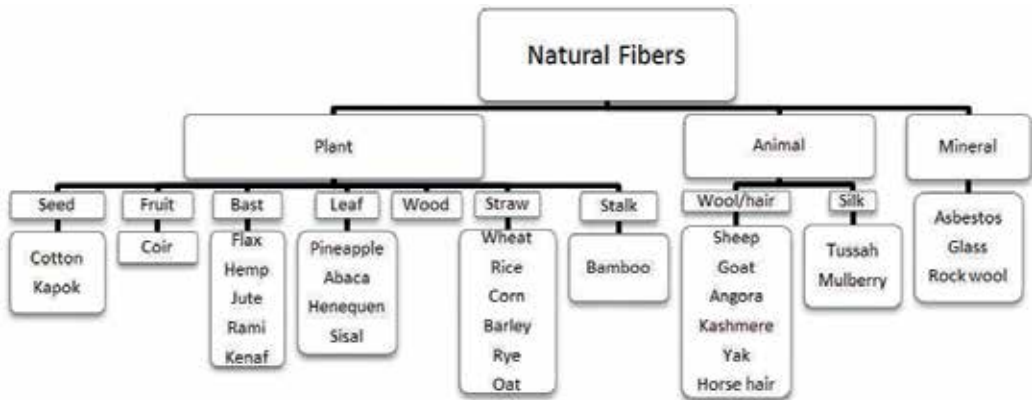 Natural Fibers
Plant
Animal
Mineral
Seed
Fruit
Bast
Leaf
Wood
Straw
Stalk
Wool/hair
Silk
Cotton
Kapok
Coir
Flax
Hemp
Jute
Rami
Kenaf
Pineapple
Abaca
Henequen
Sisal
Wheat
Rice
Corn
Barley
Rye
Oat
Bamboo
Sheep
Goat
Angora
Kashmere
Yak
Horse hair
Tussah
Mulberry
Asbestos
Glass
Rock wool